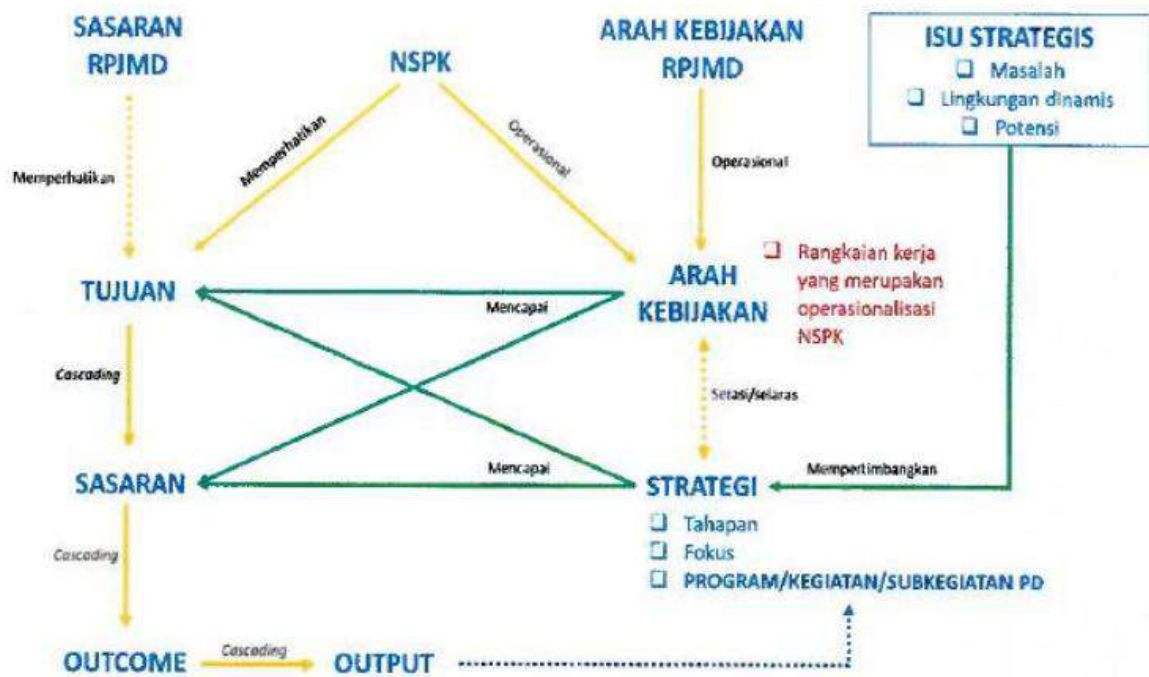 SASARAN
RPJMD
NSPK
ARAH KEBIJAKAN
RPJMD
ISU STRATEGIS
Masalah
Lingkungan dinamis
Potensi
Memperhatikan
Memperhatikan
Operasional
Operasional
TUJUAN
Mencapai
ARAH
KEBIJAKAN
Rangkaian kerja
yang merupakan
operasionalisasi
NSPK
Cascading
Serasi/selaras
SASARAN
Mencapai
STRATEGI
Mempertimbangkan
Tahapan
Fokus
PROGRAM/KEGIATAN/SUBKEGIATAN PD
Cascading
OUTCOME
Cascading
OUTPUT